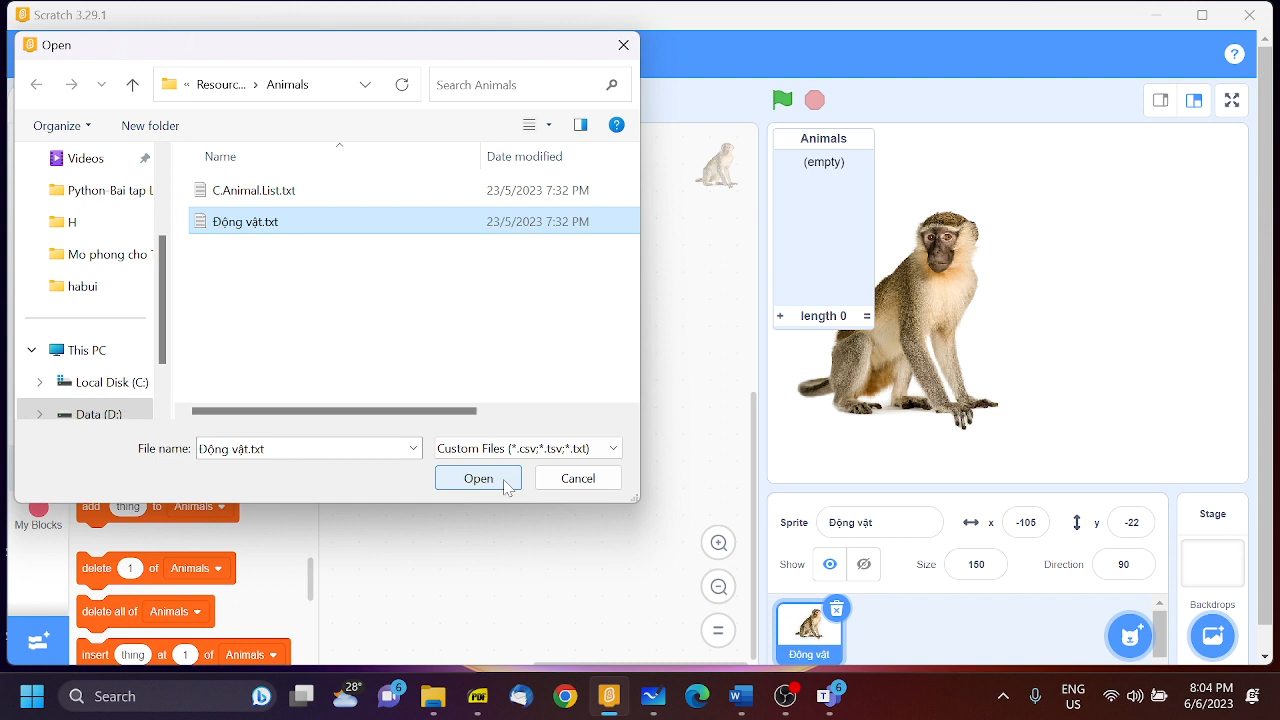 Scratch 3.29.1
Open
?
« Resourc... > Animals
Search Animals
Organize
New folder
?
Videos
Python-Bai tap L
H
Mo phong cho T
habui
This PC
Local Disk (C:)
Data (D:)
Name
Date modified
C.Animal.List.txt
23/5/2023 7:32 PM
Động vật.txt
23/5/2023 7:32 PM
File name:
Động vật.txt
Custom Files (*.csv;*.tsv;*.txt)
Open
Cancel
Animals
(empty)
+ length 0 =
My Blocks
add thing to Animals
delete 1 of Animals
delete all of Animals
insert thing at 1 of Animals
Sprite
Động vật
x
-105
y
-22
Show
Size
150
Direction
90
Động vật
Stage
Backdrops
Search
28°
6
PDF
6
ENG
US
8:04 PM
6/6/2023